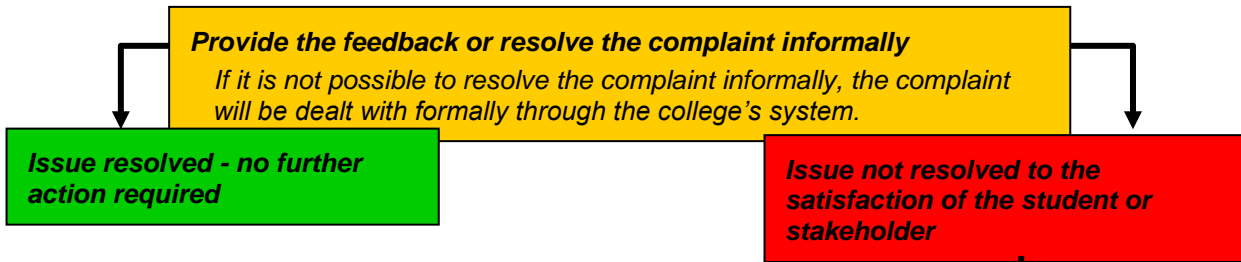 Provide the feedback or resolve the complaint informally
If it is not possible to resolve the complaint informally, the complaint
will be dealt with formally through the college's system.
Issue resolved - no further
action required
Issue not resolved to the
satisfaction of the student or
stakeholder